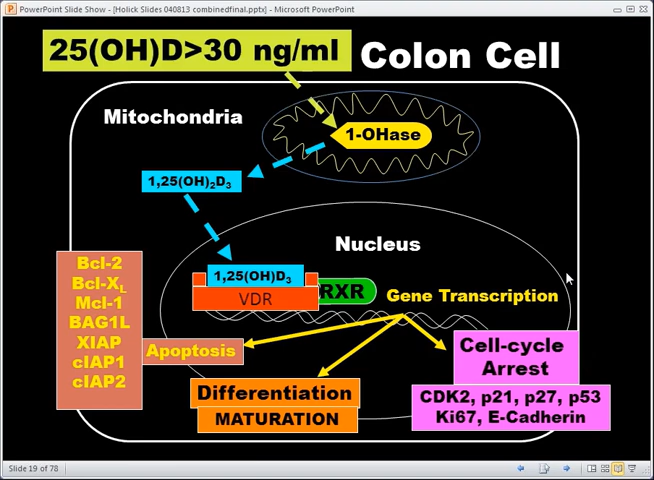 PowerPoint Slide Show - [Holick Slides 040813 combinedfinal.pptx] - Microsoft PowerPoint
25(OH)D>30 ng/ml
Colon Cell
Mitochondria
1-OHase
1,25(OH)₂D₃
Nucleus
1,25(OH)D₃
VDR
RXR
Gene Transcription
Bcl-2
Bcl-X_L
Mcl-1
BAG1L
XIAP
cIAP1
cIAP2
Apoptosis
Differentiation
MATURATION
Cell-cycle
Arrest
CDK2, p21, p27, p53
Ki67, E-Cadherin
Slide 19 of 78